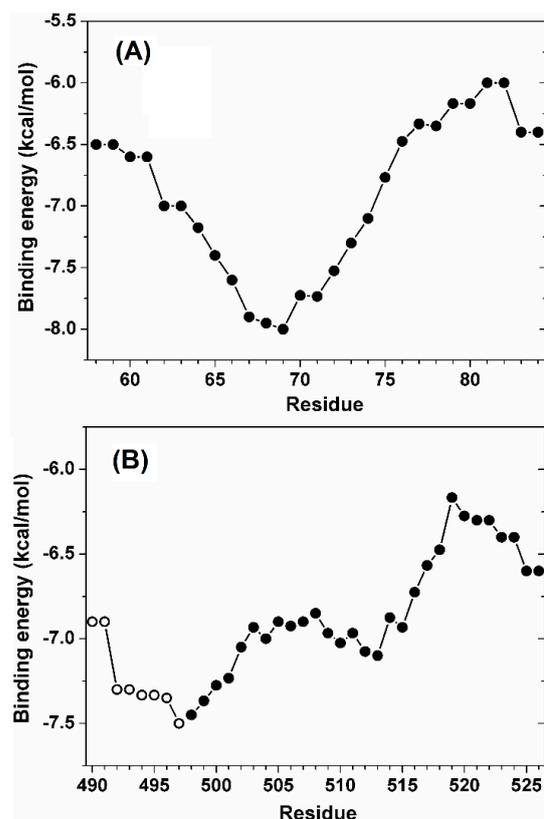 (A)
Binding energy (kcal/mol)
-5.5
-6.0
-6.5
-7.0
-7.5
-8.0
60 65 70 75 80
Residue
(B)
Binding energy (kcal/mol)
-6.0
-6.5
-7.0
-7.5
490 495 500 505 510 515 520 525
Residue